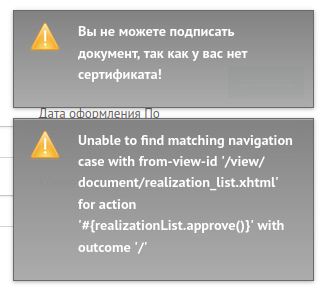 Вы не можете подписать
документ, так как у вас нет
сертификата!
Дата оформления По
Unable to find matching navigation
case with from-view-id '/view/
document/realization_list.xhtml'
for action
'#{realizationList.approve()}' with
outcome '/'